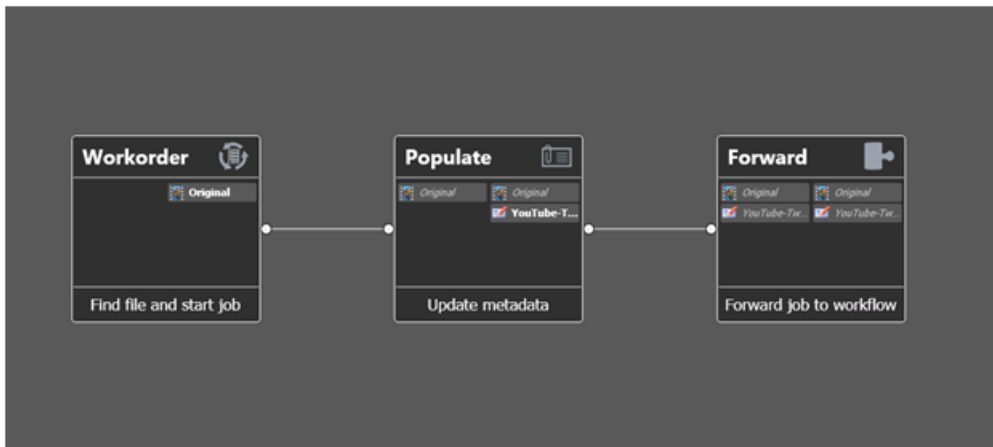 Workorder
Original
Find file and start job
Populate
Original Original
YouTube-T...
Update metadata
Forward
Original Original
YouTube-Tw... YouTube-Tw...
Forward job to workflow